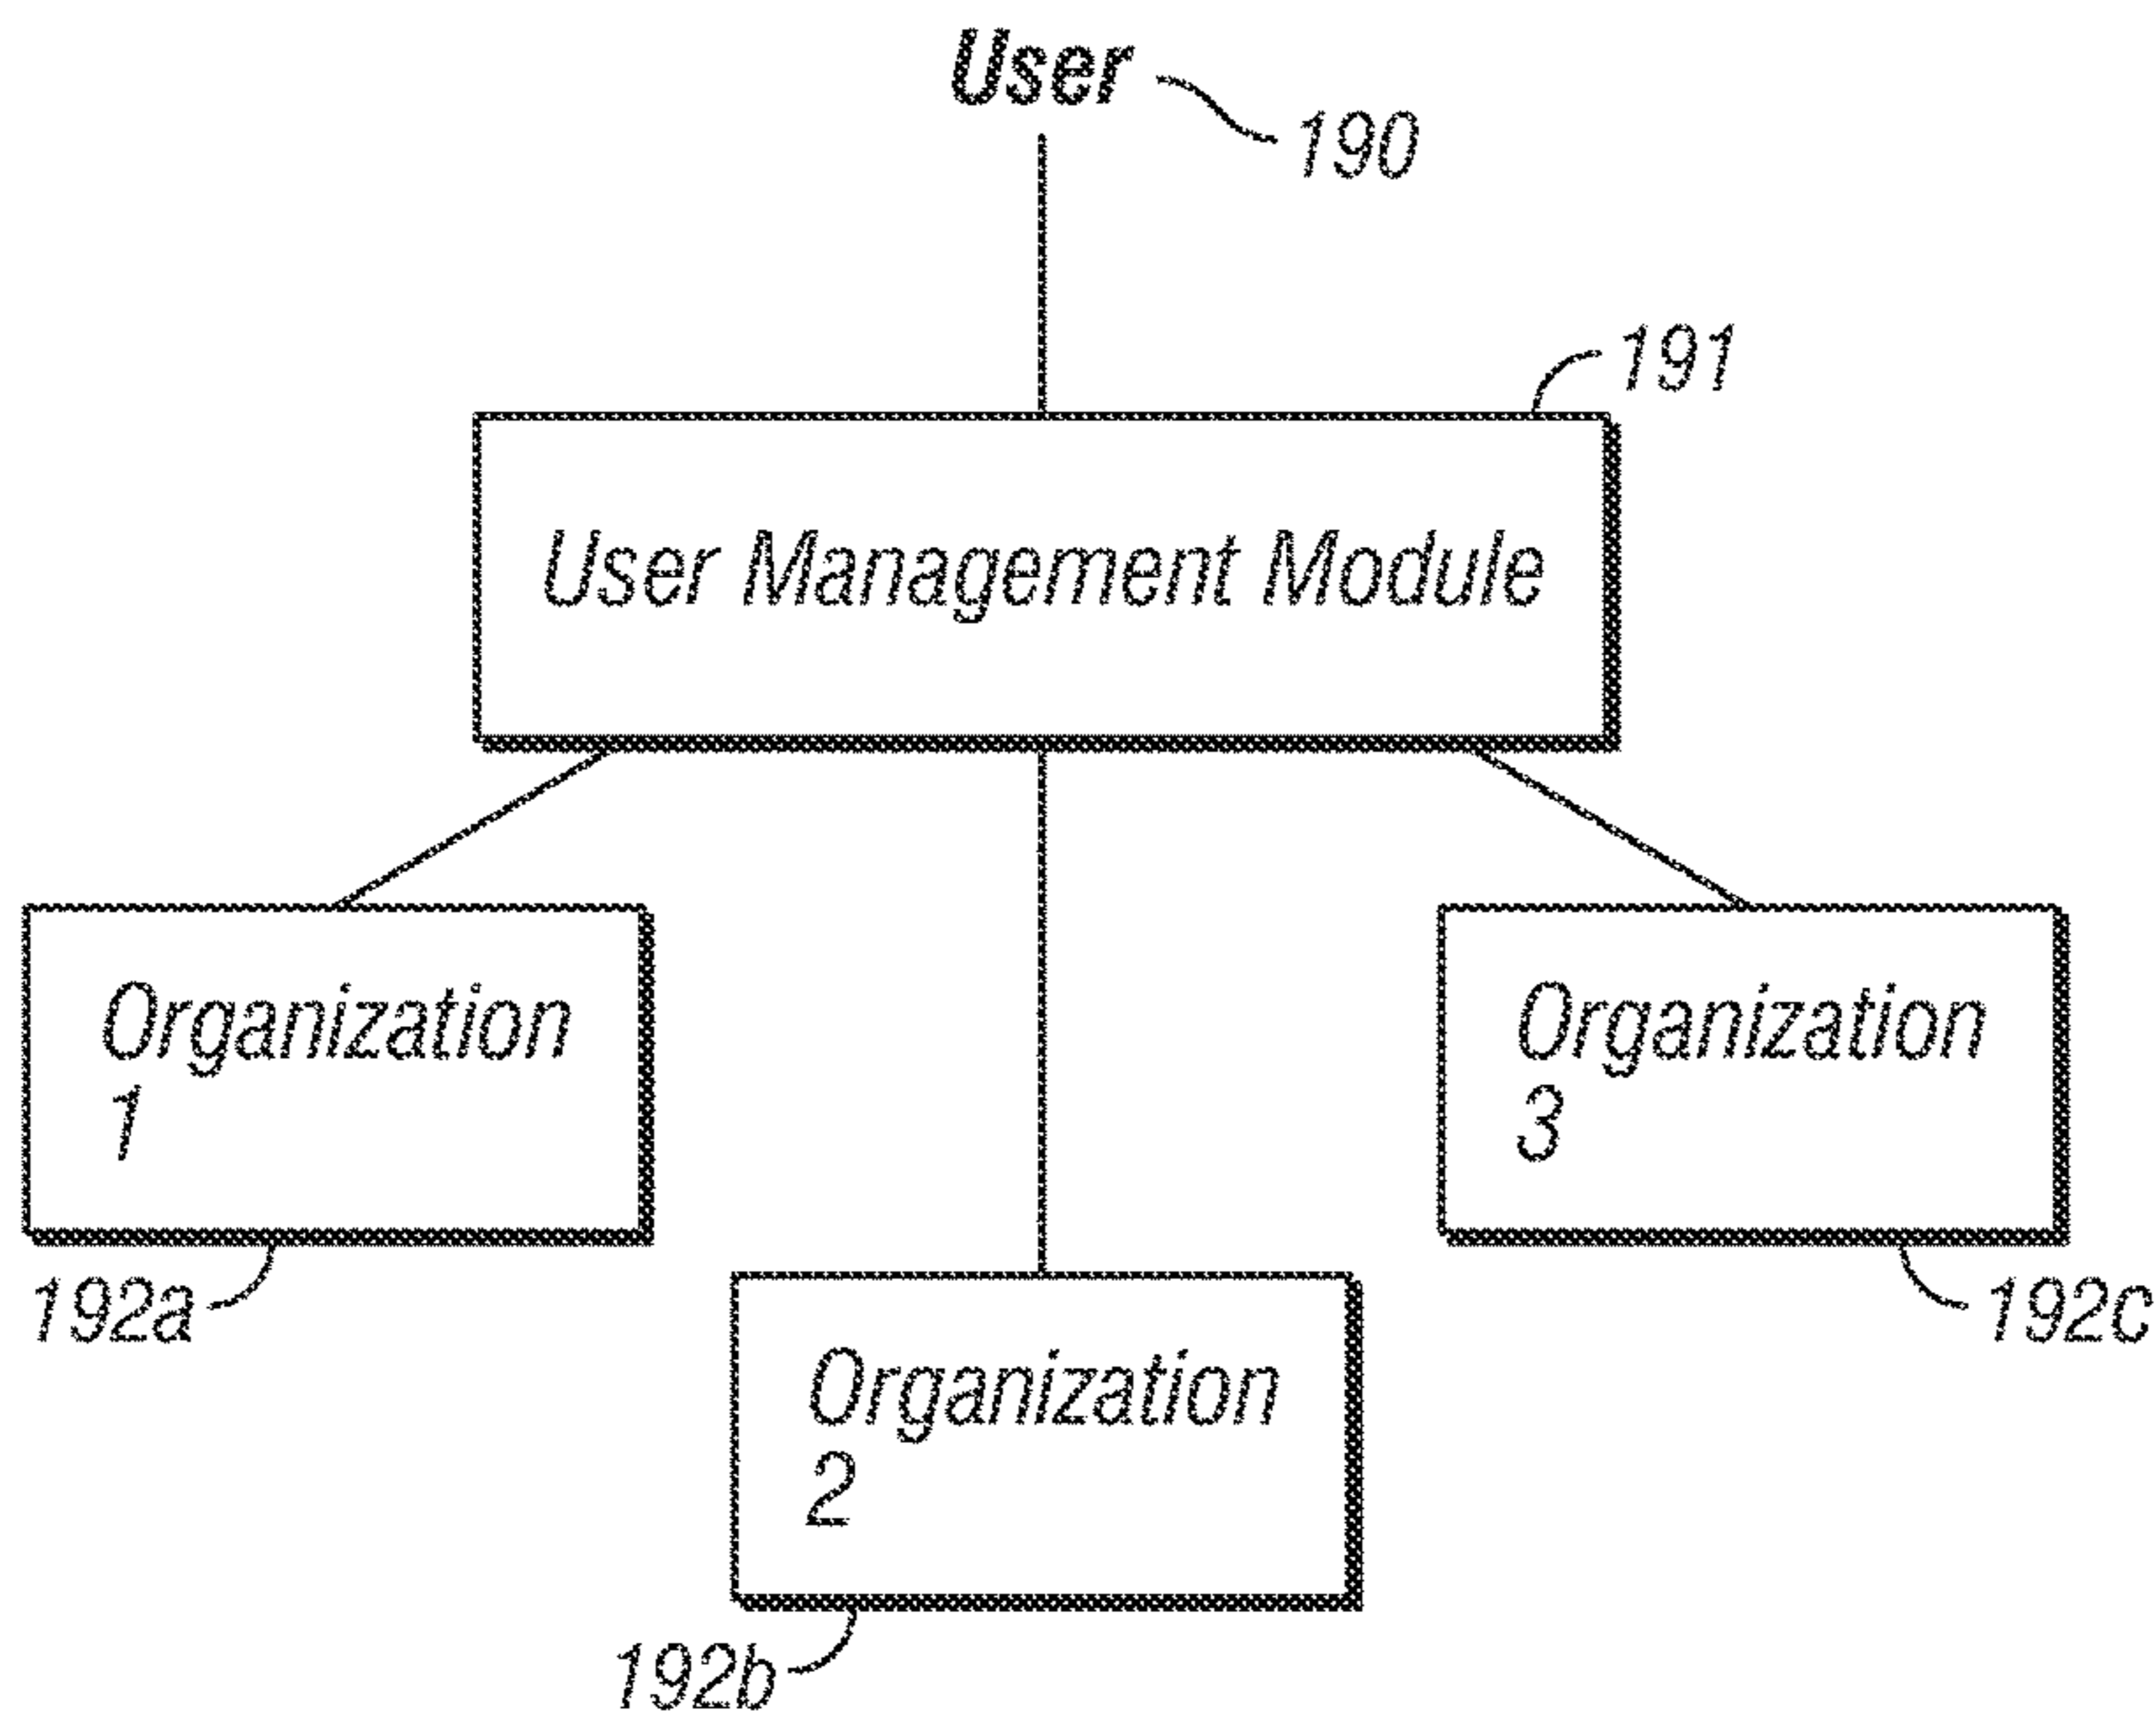 User
190
191
User Management Module
Organization
1
Organization
3
192a
192c
Organization
2
192b